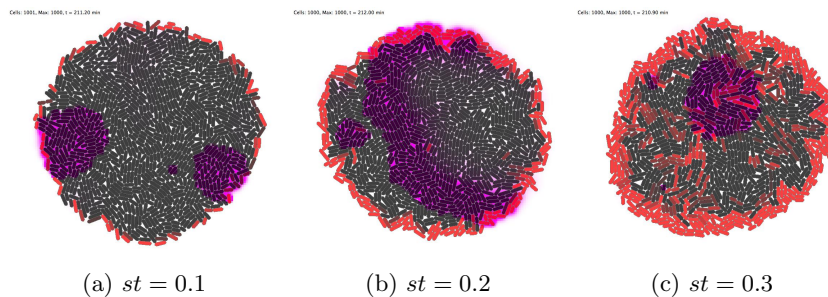 Cells: 1001, Max: 1000, t = 211.20 min
Cells: 1000, Max: 1000, t = 212.00 min
Cells: 1000, Max: 1000, t = 210.90 min
(a) st = 0.1
(b) st = 0.2
(c) st = 0.3